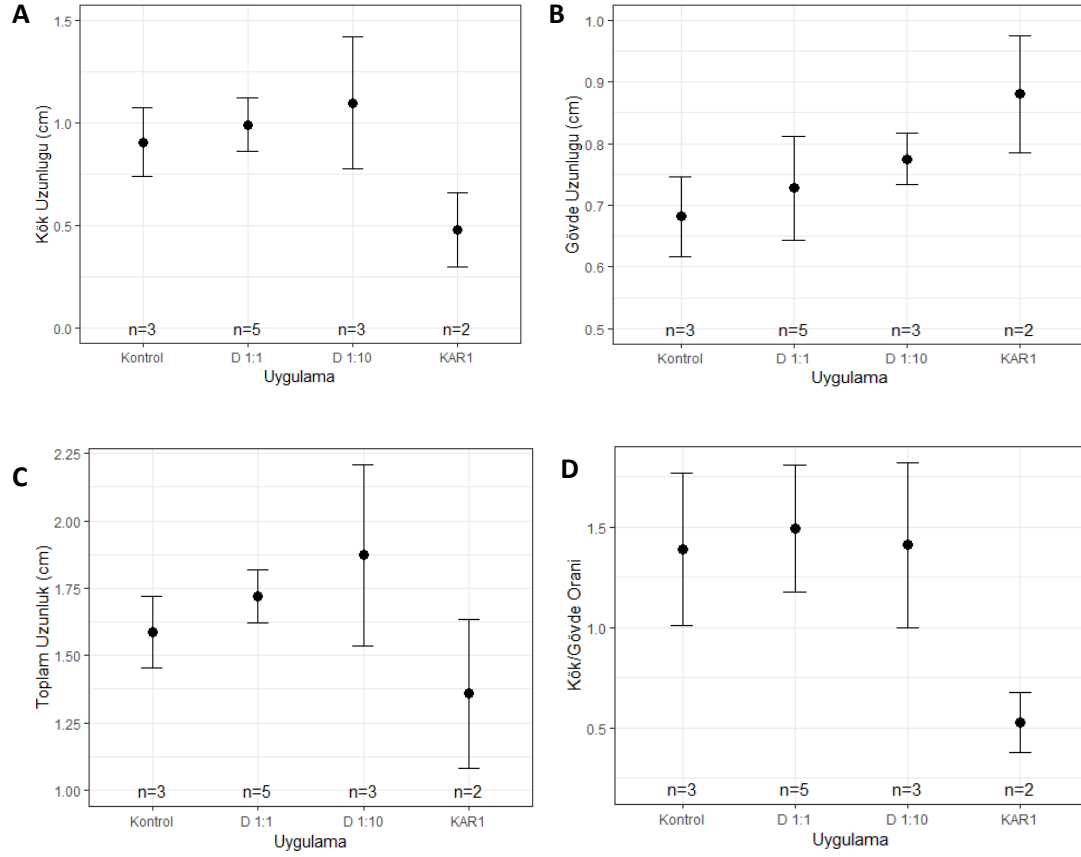 A
Kök Uzunlugu (cm)
1.5
1.0
0.5
0.0
n=3 n=5 n=3 n=2
Kontrol D 1:1 D 1:10 KAR1
Uygulama
B
Gövde Uzunlugu (cm)
1.0
0.9
0.8
0.7
0.6
0.5
n=3 n=5 n=3 n=2
Kontrol D 1:1 D 1:10 KAR1
Uygulama
C
Toplam Uzunluk (cm)
2.25
2.00
1.75
1.50
1.25
1.00
n=3 n=5 n=3 n=2
Kontrol D 1:1 D 1:10 KAR1
Uygulama
D
Kök/Gövde Orani
1.5
1.0
0.5
n=3 n=5 n=3 n=2
Kontrol D 1:1 D 1:10 KAR1
Uygulama